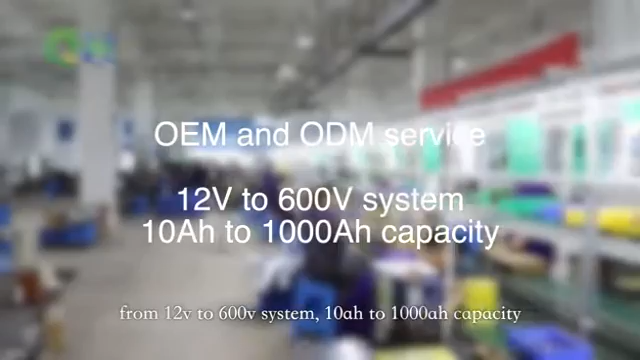 OEM and ODM service
12V to 600V system
10Ah to 1000Ah capacity
from 12v to 600v system, 10ah to 1000ah capacity